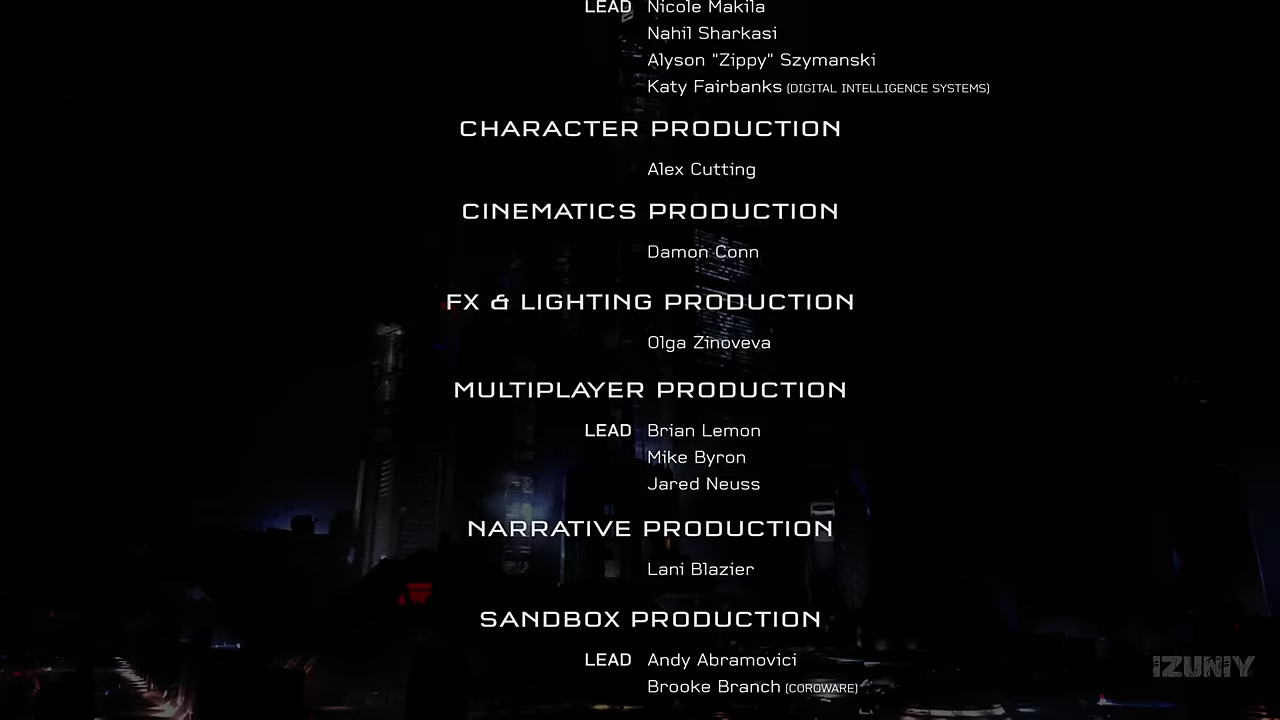 LEAD Nicole Makila
Nahil Sharkasi
Alyson "Zippy" Szymanski
Katy Fairbanks (DIGITAL INTELLIGENCE SYSTEMS)
CHARACTER PRODUCTION
Alex Cutting
CINEMATICS PRODUCTION
Damon Conn
FX & LIGHTING PRODUCTION
Olga Zinoveva
MULTIPLAYER PRODUCTION
LEAD Brian Lemon
Mike Byron
Jared Neuss
NARRATIVE PRODUCTION
Lani Blazier
SANDBOX PRODUCTION
LEAD Andy Abramovici
Brooke Branch (COROWARE)
IZUNIY